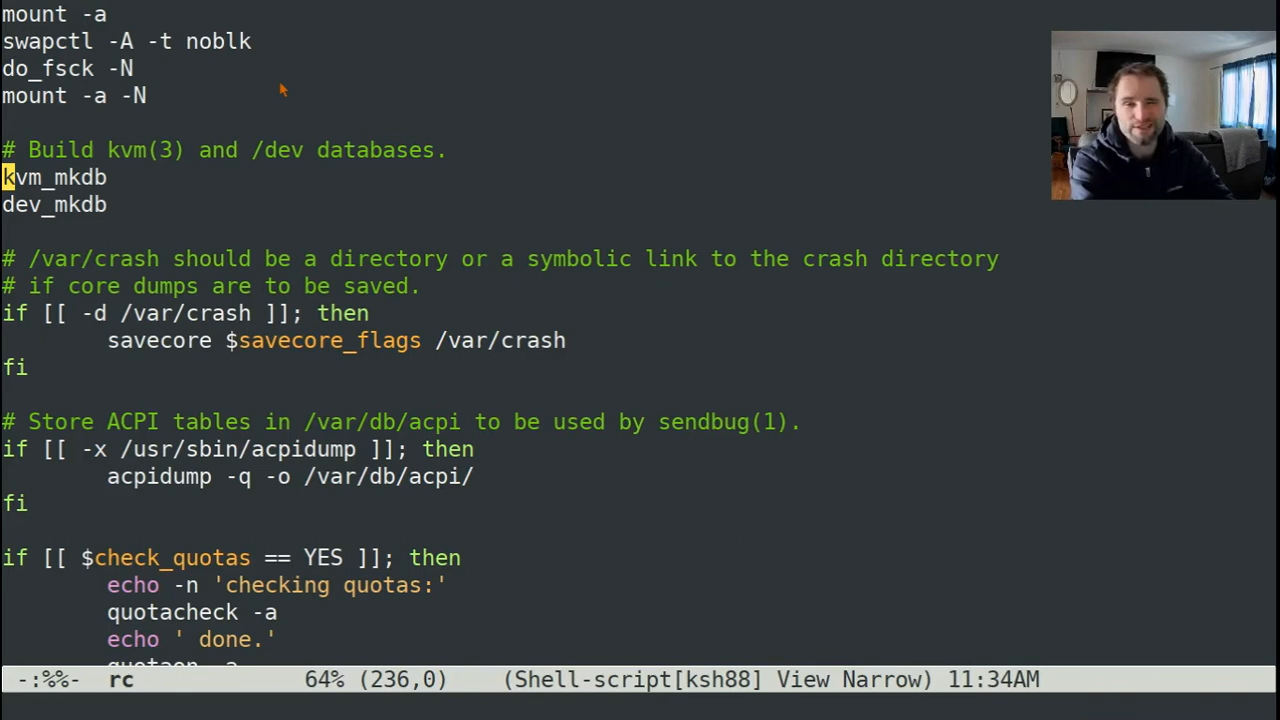 mount -a
swapctl -A -t noblk
do_fsck -N
mount -a -N
# Build kvm(3) and /dev databases.
kvm_mkdb
dev_mkdb
# /var/crash should be a directory or a symbolic link to the crash directory
# if core dumps are to be saved.
if [[ -d /var/crash ]]; then
savecore $savecore_flags /var/crash
fi
# Store ACPI tables in /var/db/acpi to be used by sendbug(1).
if [[ -x /usr/sbin/acpidump ]]; then
acpidump -q -o /var/db/acpi/
fi
if [[ $check_quotas == YES ]]; then
echo -n 'checking quotas:'
quotacheck -a
echo ' done.'
quotaon -a
-:%%- rc 64% (236,0) (Shell-script[ksh88] View Narrow) 11:34AM